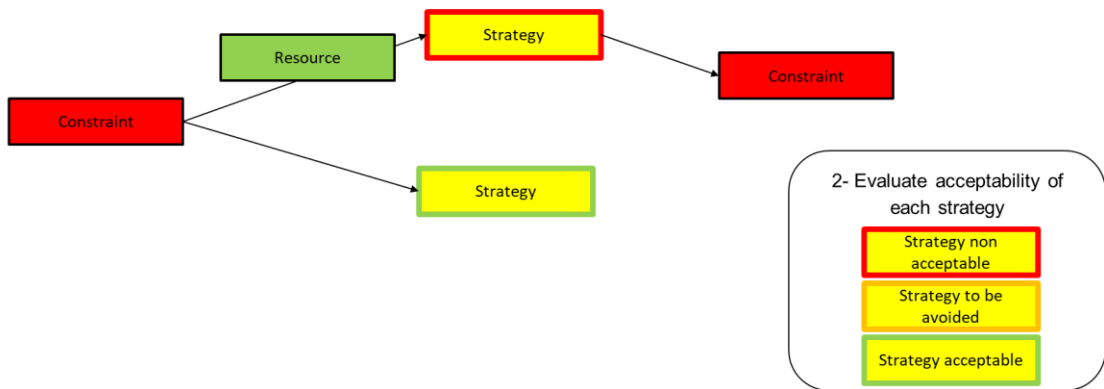 Strategy
Resource
Constraint
Constraint
Strategy
2- Evaluate acceptability of
each strategy
Strategy non
acceptable
Strategy to be
avoided
Strategy acceptable